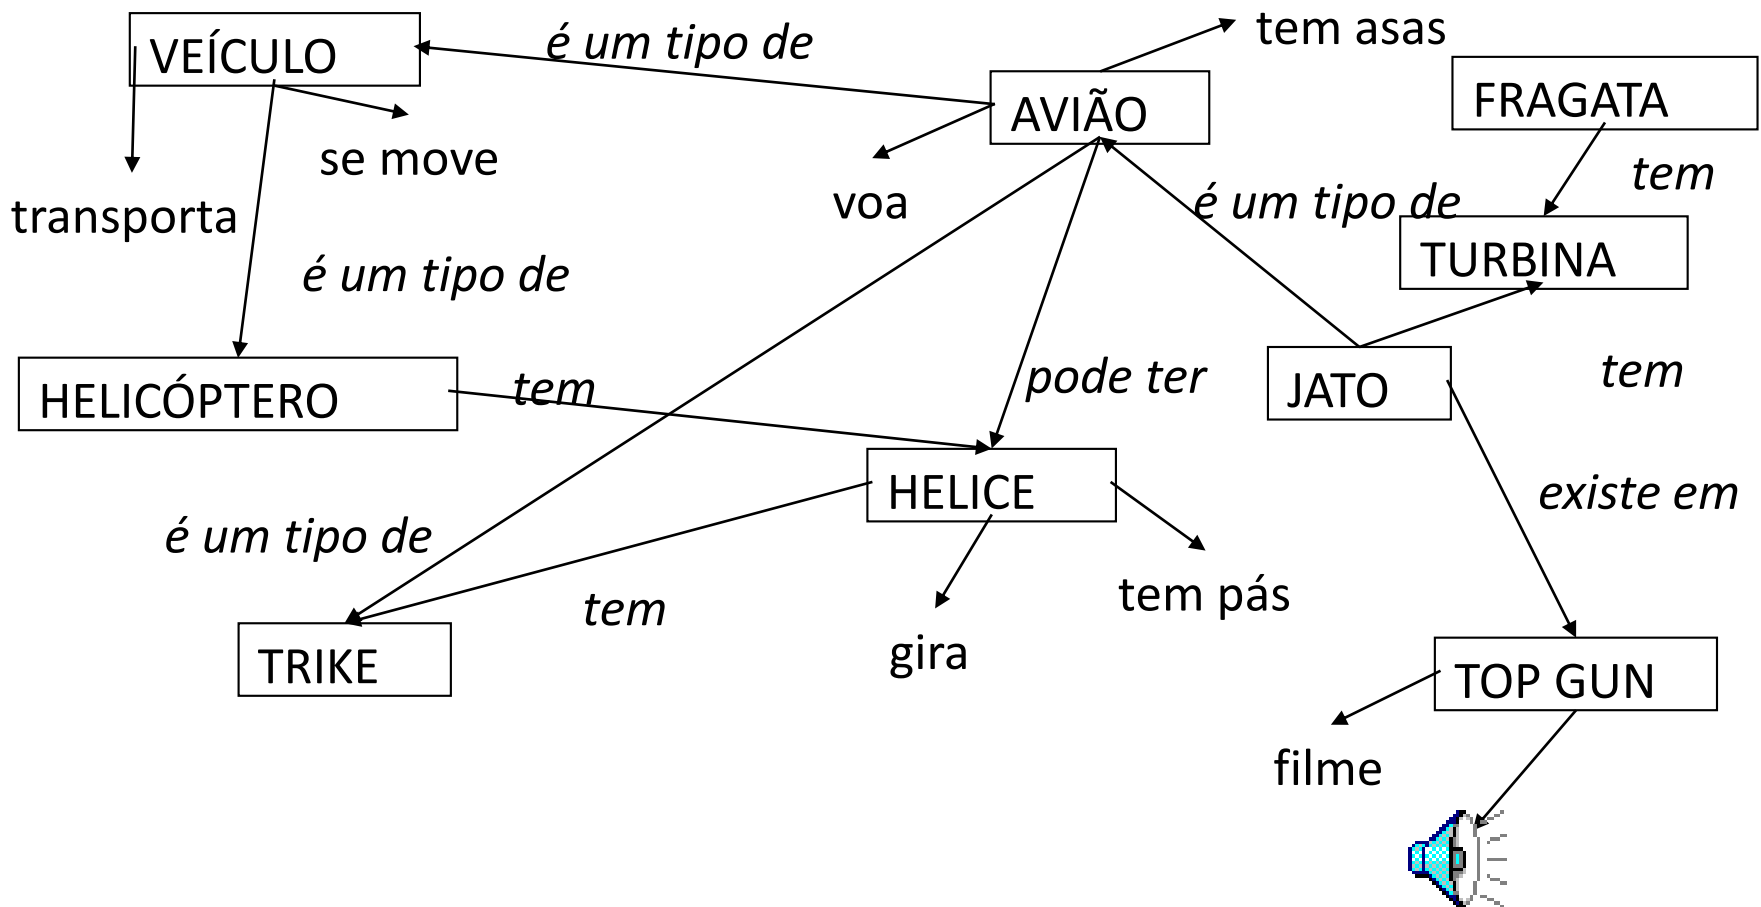 VEÍCULO
é um tipo de
tem asas
AVIÃO
FRAGATA
se move
tem
transporta
voa
é um tipo de
TURBINA
é um tipo de
HELICÓPTERO
tem
pode ter
JATO
tem
HELICE
existe em
é um tipo de
tem
tem pás
gira
TRIKE
TOP GUN
filme